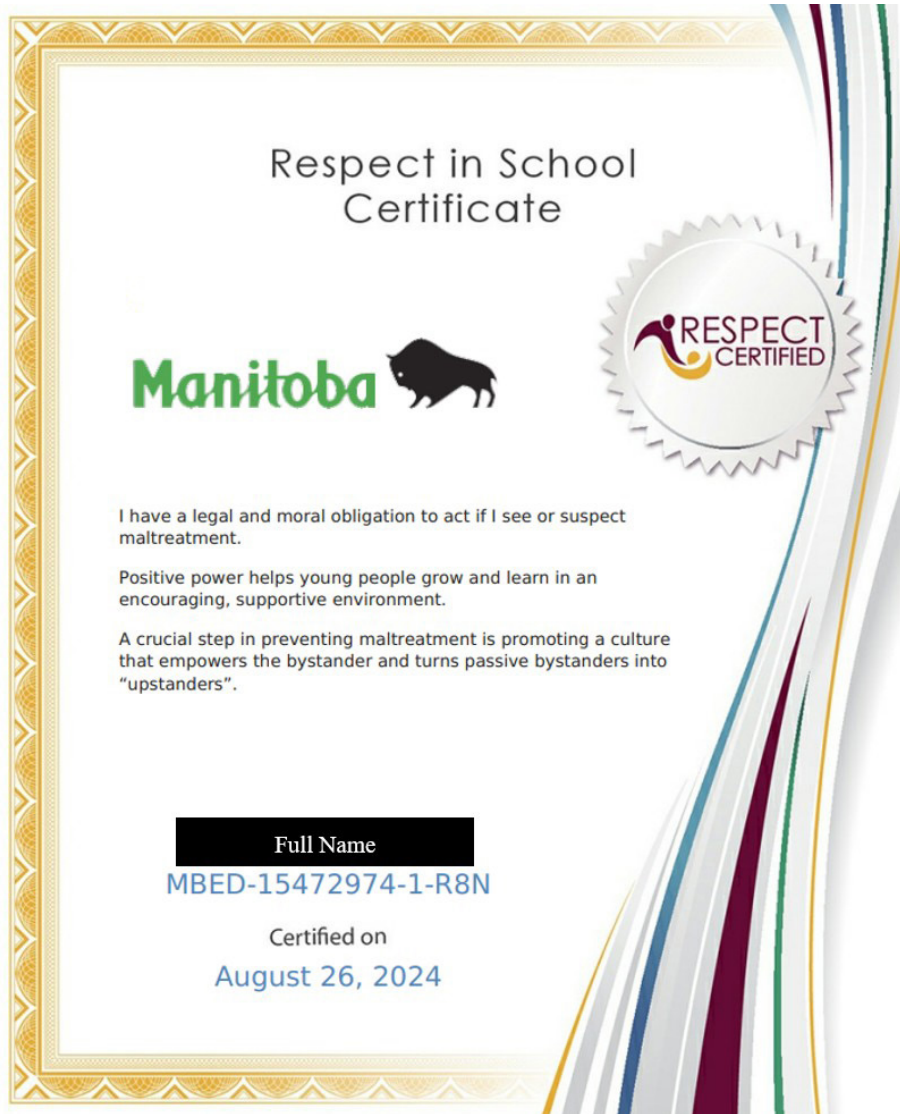 Respect in School
Certificate
RESPECT
CERTIFIED
Manitoba
I have a legal and moral obligation to act if I see or suspect
maltreatment.
Positive power helps young people grow and learn in an
encouraging, supportive environment.
A crucial step in preventing maltreatment is promoting a culture
that empowers the bystander and turns passive bystanders into
“upstanders”.
Full Name
MBED-15472974-1-R8N
Certified on
August 26, 2024